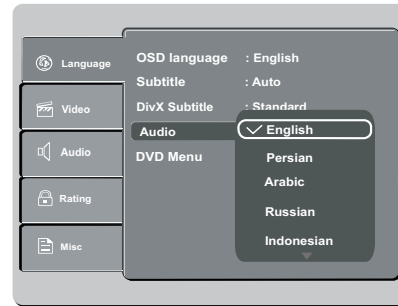 Language
Video
Audio
Rating
Misc
OSD language : English
Subtitle : Auto
DivX Subtitle : Standard
Audio
DVD Menu
English
Persian
Arabic
Russian
Indonesian